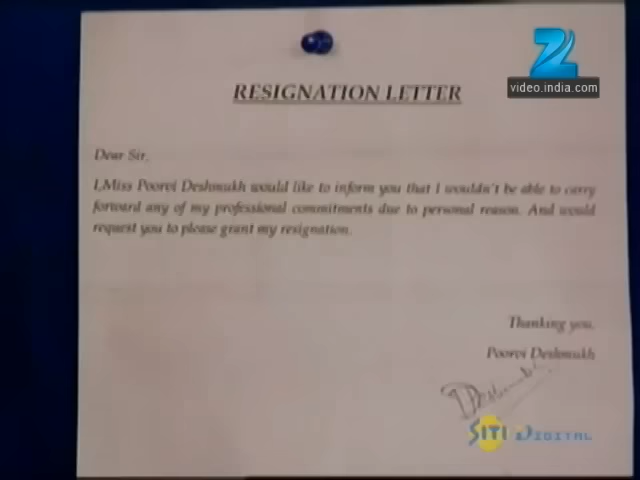 Z
video.india.com
RESIGNATION LETTER
Dear Sir,
I,Miss Poorvi Deshmukh would like to inform you that I wouldn't be able to carry
forward any of my professional commitments due to personal reason. And would
request you to please grant my resignation.
Thanking you.
Poorvi Deshmukh
SITI DIGITAL